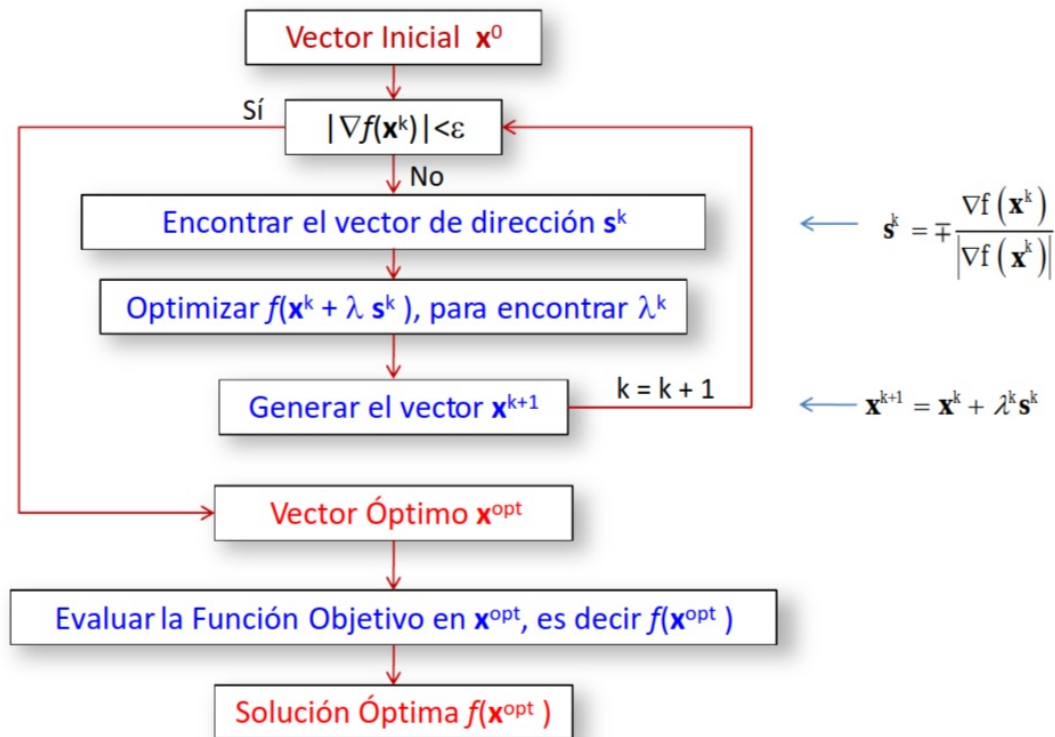 Vector Inicial x⁰
Sí
|∇f(xᵏ)|<ε
No
Encontrar el vector de dirección sᵏ
sᵏ = ∓ ∇f(xᵏ) / |∇f(xᵏ)|
Optimizar f(xᵏ + λ sᵏ ), para encontrar λᵏ
k = k + 1
Generar el vector xᵏ⁺¹
xᵏ⁺¹ = xᵏ + λᵏsᵏ
Vector Óptimo xᵒᵖᵗ
Evaluar la Función Objetivo en xᵒᵖᵗ, es decir f(xᵒᵖᵗ )
Solución Óptima f(xᵒᵖᵗ )